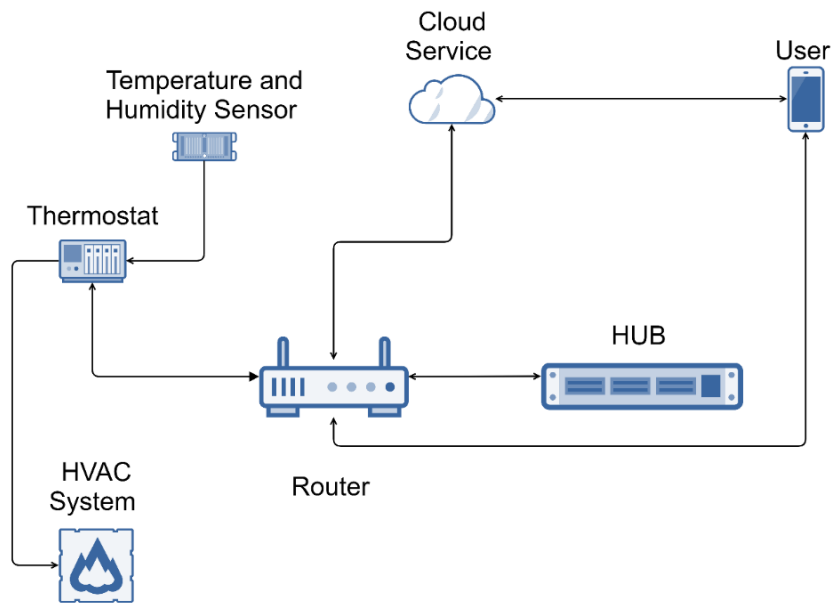 Cloud
Service
User
Temperature and
Humidity Sensor
Thermostat
HUB
HVAC
System
Router